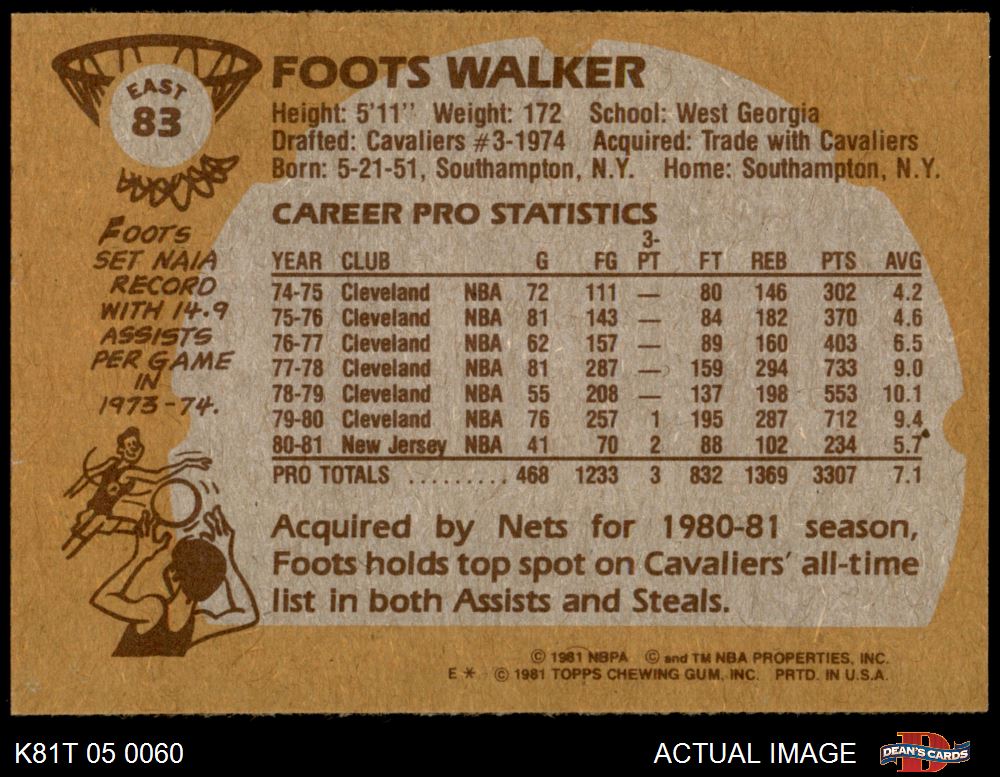 EAST
83
FOOTS WALKER
Height: 5'11'' Weight: 172 School: West Georgia
Drafted: Cavaliers #3-1974 Acquired: Trade with Cavaliers
Born: 5-21-51, Southampton, N.Y. Home: Southampton, N.Y.
FOOTS
SET NAIA
RECORD
WITH 14.9
ASSISTS
PER GAME
IN
1973-74.
CAREER PRO STATISTICS
YEAR CLUB G FG 3-PT FT REB PTS AVG
74-75 Cleveland NBA 72 111 — 80 146 302 4.2
75-76 Cleveland NBA 81 143 — 84 182 370 4.6
76-77 Cleveland NBA 62 157 — 89 160 403 6.5
77-78 Cleveland NBA 81 287 — 159 294 733 9.0
78-79 Cleveland NBA 55 208 — 137 198 553 10.1
79-80 Cleveland NBA 76 257 1 195 287 712 9.4
80-81 New Jersey NBA 41 70 2 88 102 234 5.7
PRO TOTALS ......... 468 1233 3 832 1369 3307 7.1
Acquired by Nets for 1980-81 season,
Foots holds top spot on Cavaliers' all-time
list in both Assists and Steals.
© 1981 NBPA © and TM NBA PROPERTIES, INC.
E * © 1981 TOPPS CHEWING GUM, INC. PRTD. IN U.S.A.
K81T 05 0060 ACTUAL IMAGE DEAN'S CARDS